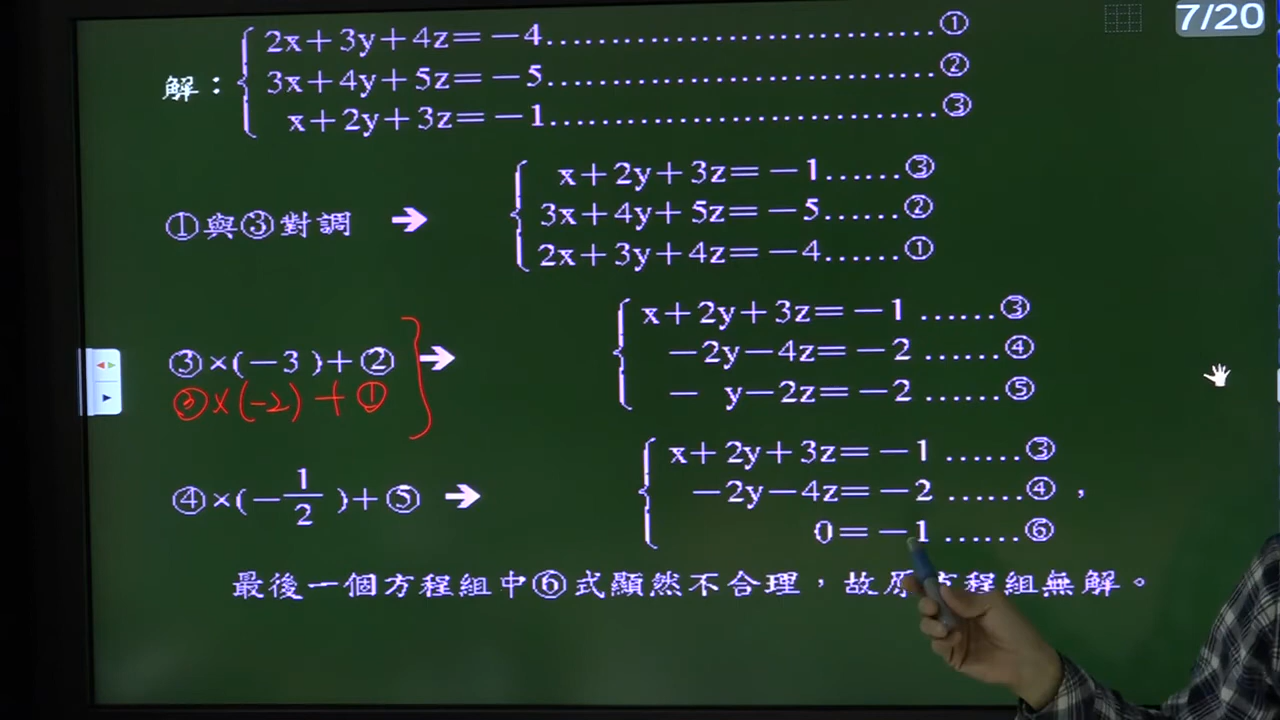 7/20
解：
2x＋3y＋4z＝－4..............................①
3x＋4y＋5z＝－5..............................②
x＋2y＋3z＝－1..............................③
①與③對調 ➔
x＋2y＋3z＝－1......③
3x＋4y＋5z＝－5......②
2x＋3y＋4z＝－4......①
③×(－3)＋②
③×(－2)＋①
➔
x＋2y＋3z＝－1 ......③
－2y－4z＝－2 ......④
－ y－2z＝－2 ......⑤
④×(－1/2)＋⑤ ➔
x＋2y＋3z＝－1 ......③
－2y－4z＝－2 ......④，
0＝－1 ......⑥
最後一個方程組中⑥式顯然不合理，故原方程組無解。